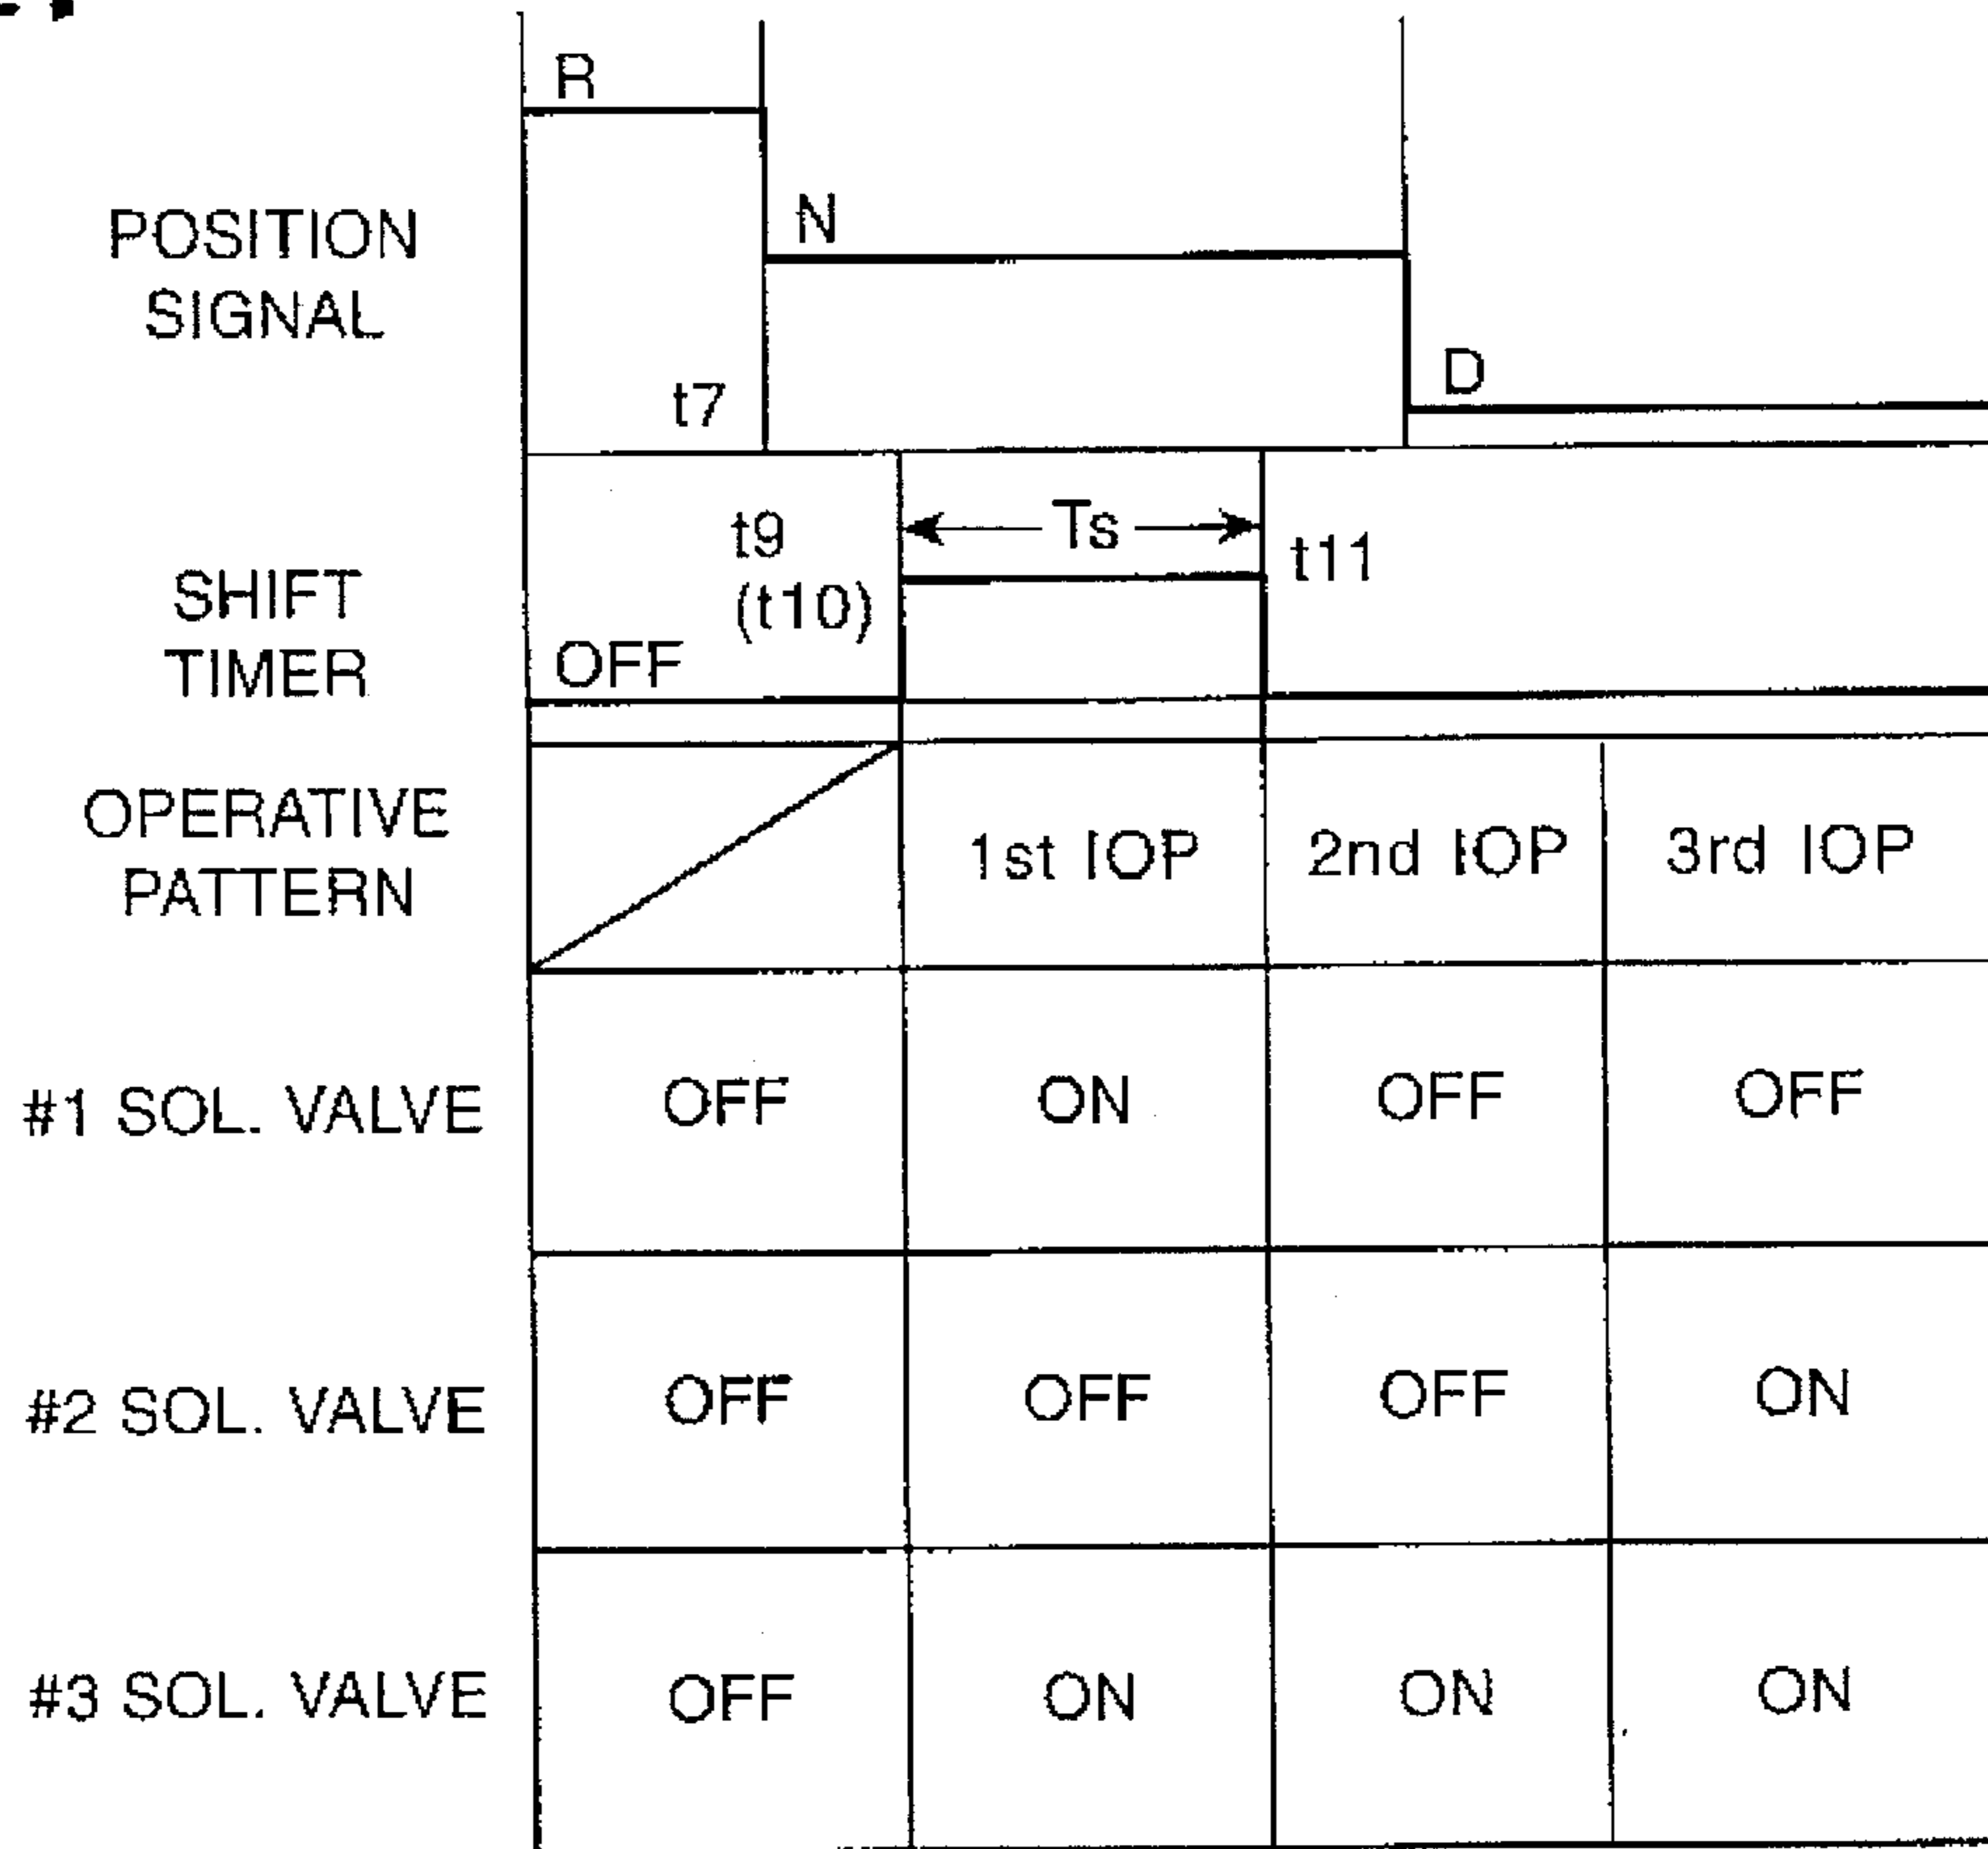 R
N
POSITION
SIGNAL
D
t7
t9
Ts
t11
SHIFT
(t10)
TIMER
OFF
OPERATIVE
PATTERN
1st IOP
2nd IOP
3rd IOP
#1 SOL. VALVE OFF ON OFF OFF
#2 SOL. VALVE OFF OFF OFF ON
#3 SOL. VALVE OFF ON ON ON